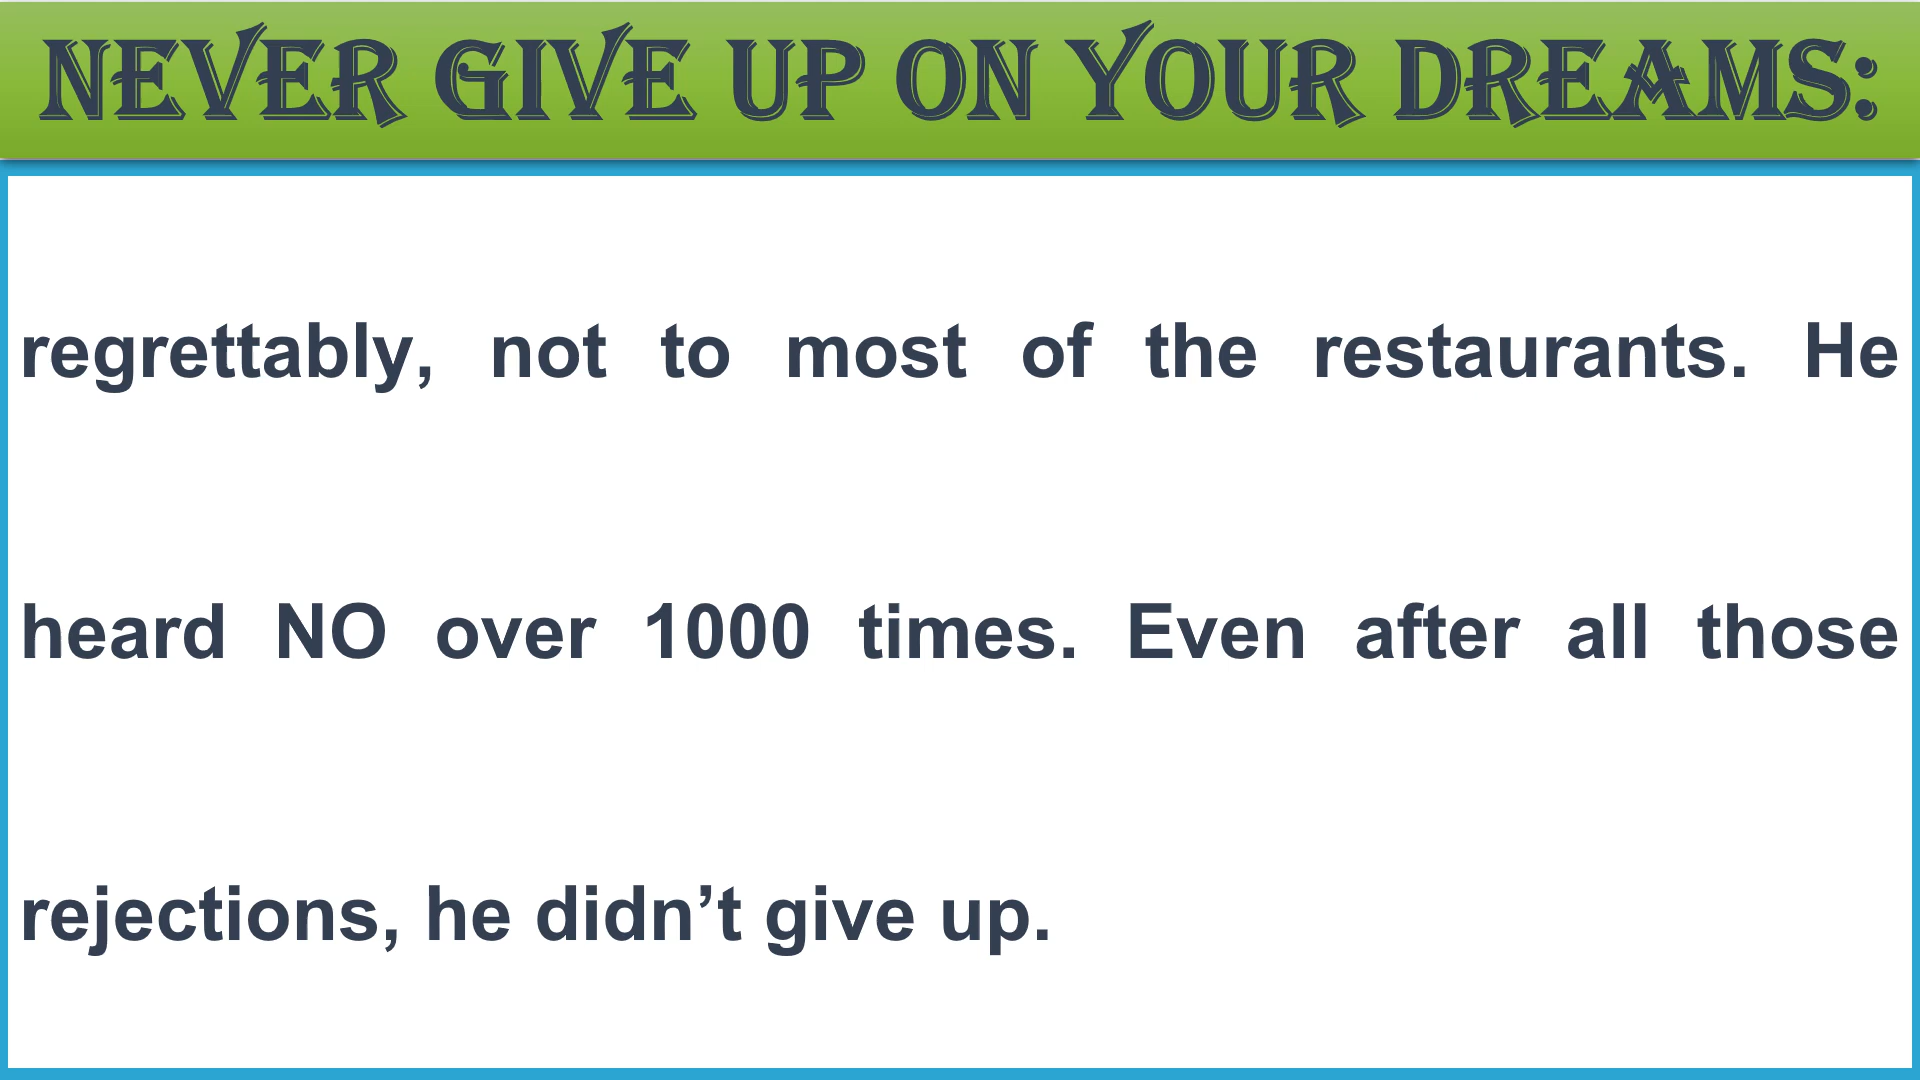 NEVER GIVE UP ON YOUR DREAMS:
regrettably, not to most of the restaurants. He
heard NO over 1000 times. Even after all those
rejections, he didn’t give up.